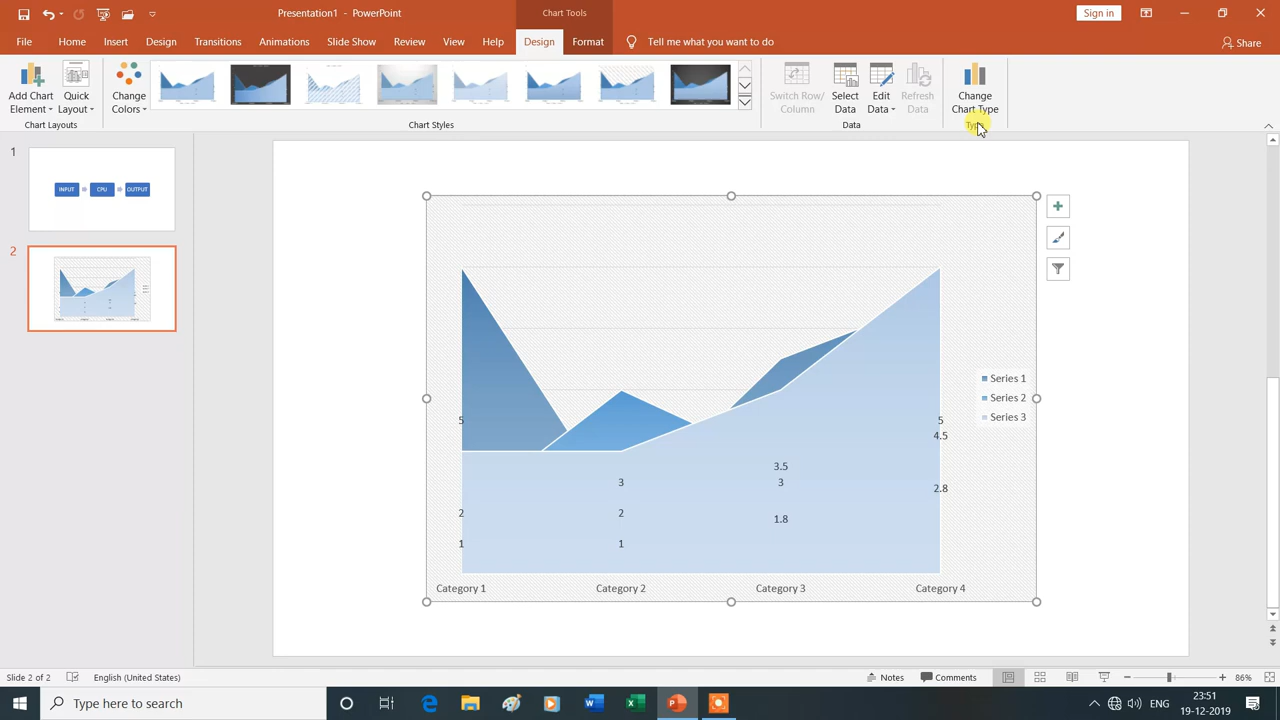 Presentation1 - PowerPoint
Chart Tools
Sign in
File
Home
Insert
Design
Transitions
Animations
Slide Show
Review
View
Help
Design
Format
Tell me what you want to do
Share
Add Chart
Element
Quick
Layout
Change
Colors
Switch Row/
Column
Select
Data
Edit
Data
Refresh
Data
Change
Chart Type
Chart Layouts
Chart Styles
Data
1
INPUT
CPU
OUTPUT
2
Series 1
Series 2
Series 3
5
5
4.5
3.5
3
3
2.8
2
2
1.8
1
1
Category 1
Category 2
Category 3
Category 4
Slide 2 of 2
English (United States)
Notes
Comments
86%
Type here to search
ENG
23:51
19-12-2019